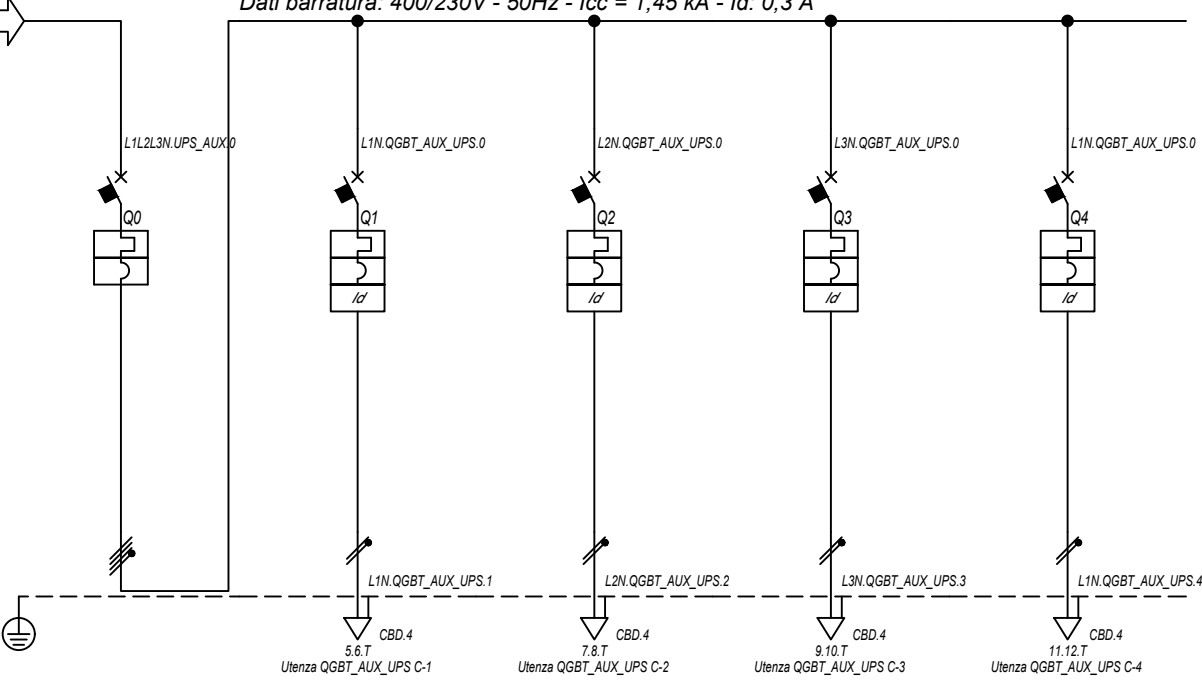 Dati barratura: 400/230V - 50Hz - Icc = 1,45 kA - Id: 0,3 A
L1L2L3N.UPS_AUX.0
L1N.QGBT_AUX_UPS.0
L2N.QGBT_AUX_UPS.0
L3N.QGBT_AUX_UPS.0
L1N.QGBT_AUX_UPS.0
Q0
Q1
Q2
Q3
Q4
Id
Id
Id
Id
L1N.QGBT_AUX_UPS.1
L2N.QGBT_AUX_UPS.2
L3N.QGBT_AUX_UPS.3
L1N.QGBT_AUX_UPS.4
CBD.4
CBD.4
CBD.4
CBD.4
5.6.T
7.8.T
9.10.T
11.12.T
Utenza QGBT_AUX_UPS C-1
Utenza QGBT_AUX_UPS C-2
Utenza QGBT_AUX_UPS C-3
Utenza QGBT_AUX_UPS C-4